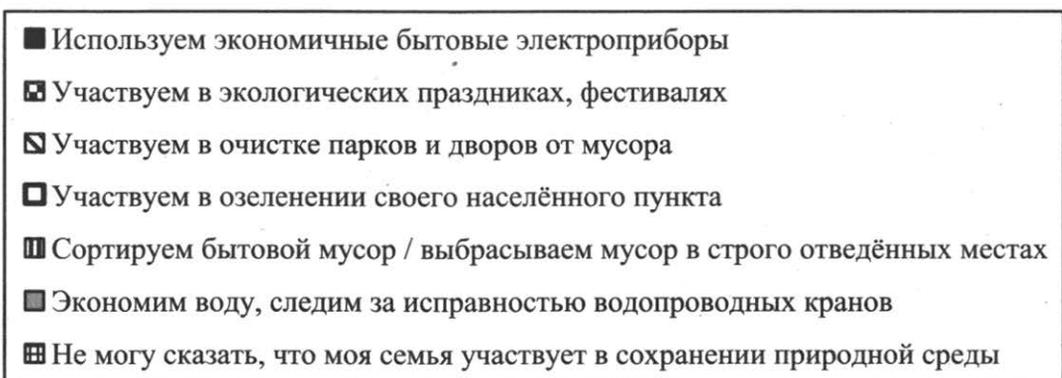 Используем экономичные бытовые электроприборы
Участвуем в экологических праздниках, фестивалях
Участвуем в очистке парков и дворов от мусора
Участвуем в озеленении своего населённого пункта
Сортируем бытовой мусор / выбрасываем мусор в строго отведённых местах
Экономим воду, следим за исправностью водопроводных кранов
Не могу сказать, что моя семья участвует в сохранении природной среды